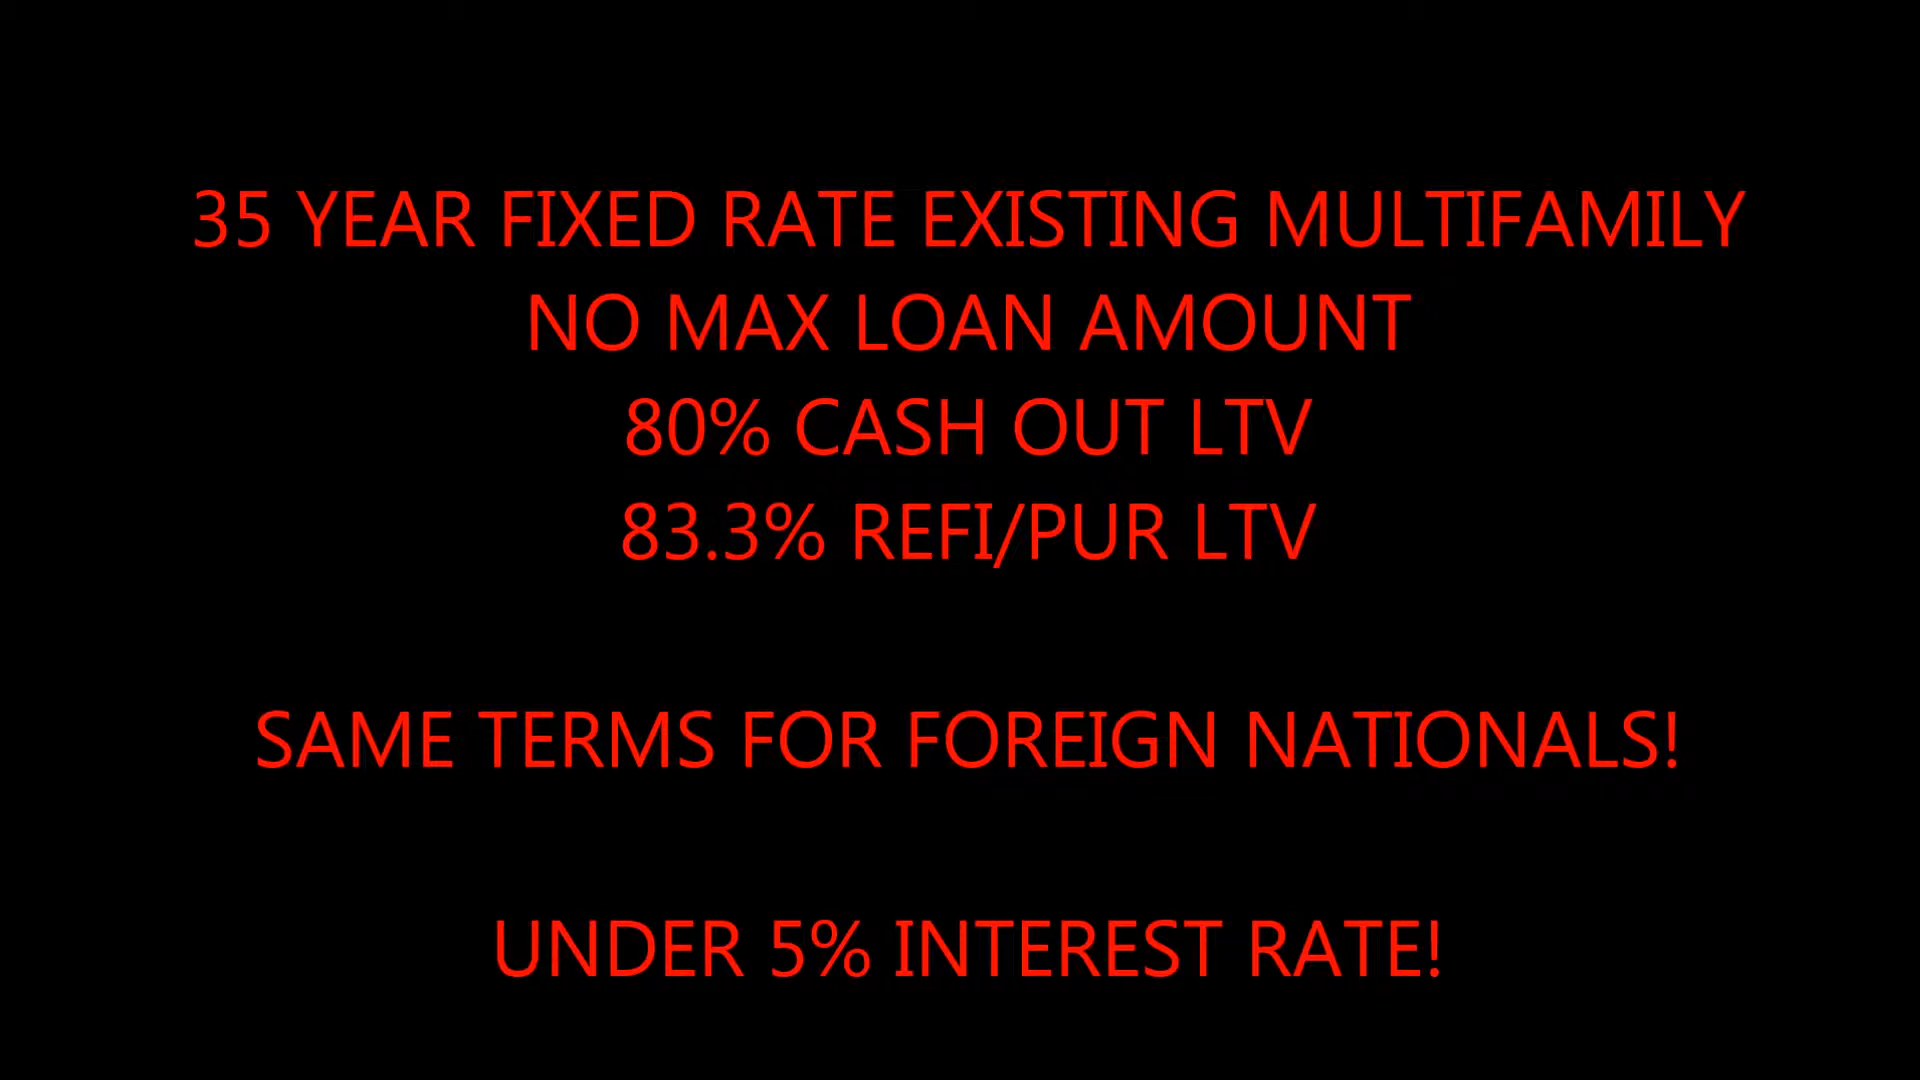 35 YEAR FIXED RATE EXISTING MULTIFAMILY
NO MAX LOAN AMOUNT
80% CASH OUT LTV
83.3% REFI/PUR LTV
SAME TERMS FOR FOREIGN NATIONALS!
UNDER 5% INTEREST RATE!